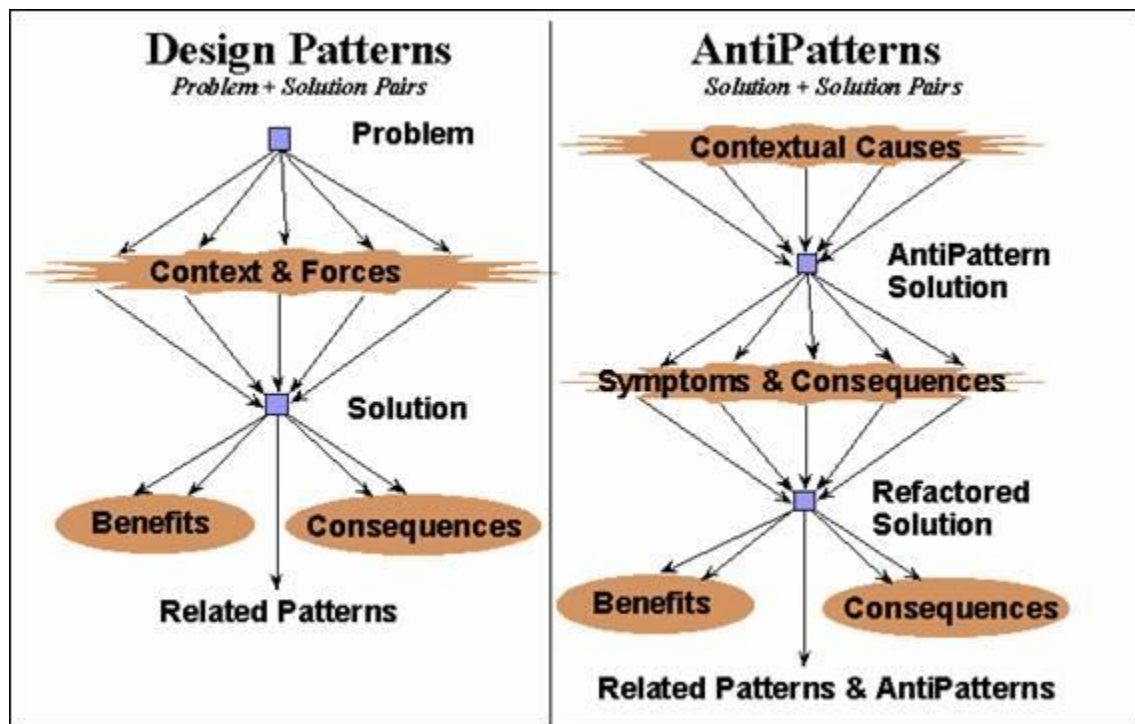 Design Patterns
Problem + Solution Pairs
Problem
Context & Forces
Solution
Benefits
Consequences
Related Patterns
AntiPatterns
Solution + Solution Pairs
Contextual Causes
AntiPattern
Solution
Symptoms & Consequences
Refactored
Solution
Benefits
Consequences
Related Patterns & AntiPatterns